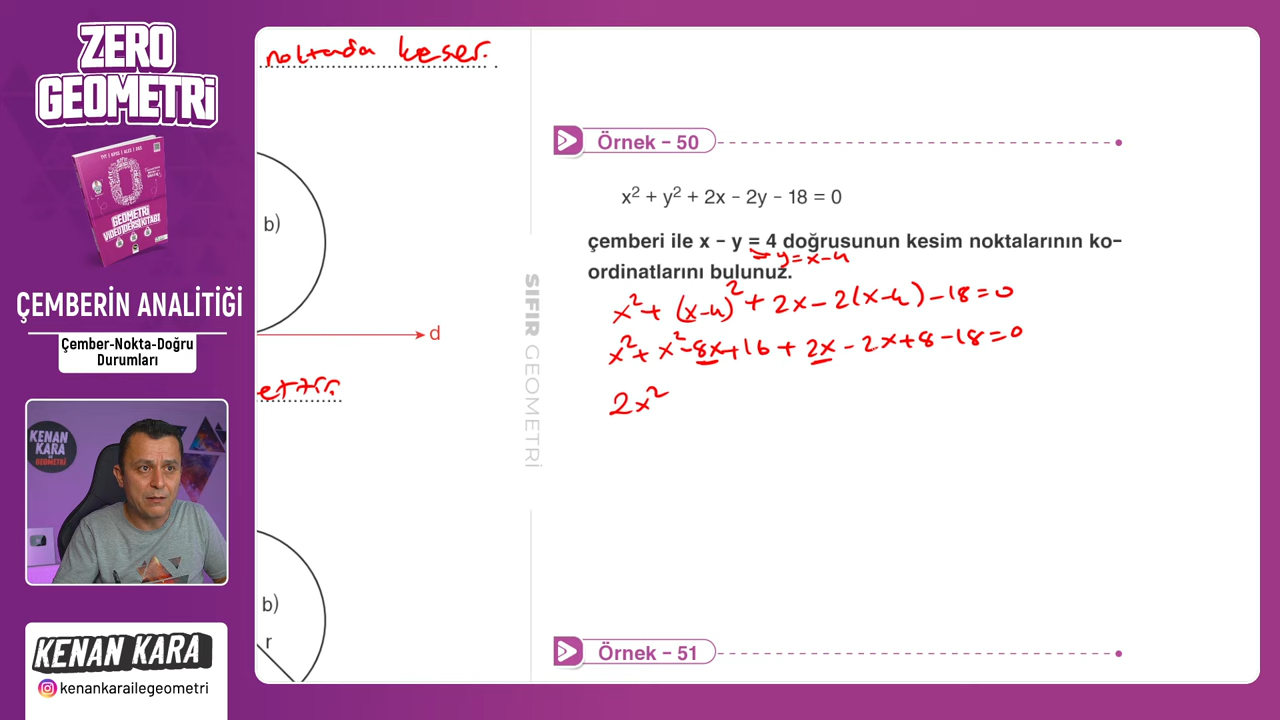 ZERO
GEOMETRİ
GEOMETRİ
VİDEO DERS KİTABI
ÇEMBERİN ANALİTİĞİ
Çember-Nokta-Doğru
Durumları
KENAN
KARA
GEOMETRİ
KENAN KARA
kenankarailegeometri
noktada keser.
b)
d
b)
r
SIFIR GEOMETRİ
Örnek - 50
x² + y² + 2x - 2y - 18 = 0
çemberi ile x - y = 4 doğrusunun kesim noktalarının ko-
y=x-4
ordinatlarını bulunuz.
x² + (x-4)² + 2x - 2(x-4) - 18 = 0
x² + x² - 8x + 16 + 2x - 2x + 8 - 18 = 0
2x²
Örnek - 51